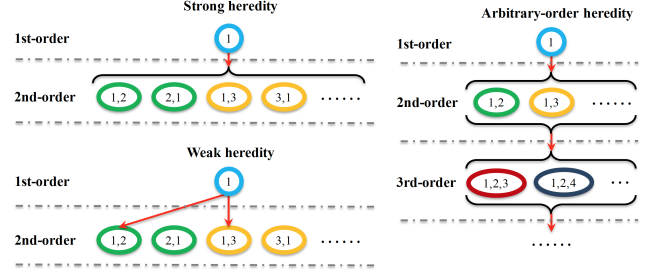 Strong heredity
1st-order 1
2nd-order 1,2 2,1 1,3 3,1 ······
Weak heredity
1st-order 1
2nd-order 1,2 2,1 1,3 3,1 ······
Arbitrary-order heredity
1st-order 1
2nd-order 1,2 1,3 ······
3rd-order 1,2,3 1,2,4 ···
······